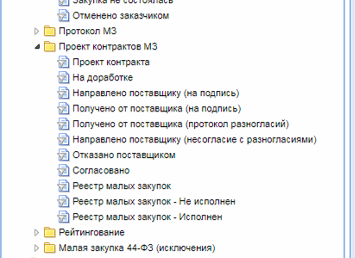 Закупка не состоялась
Отменено заказчиком
Протокол МЗ
Проект контрактов МЗ
Проект контракта
На доработке
Направлено поставщику (на подпись)
Получено от поставщика (на подпись)
Получено от поставщика (протокол разногласий)
Направлено поставщику (несогласие с разногласиями)
Отказано поставщиком
Согласовано
Реестр малых закупок
Реестр малых закупок - Не исполнен
Реестр малых закупок - Исполнен
Рейтингование
Малая закупка 44-ФЗ (исключения)